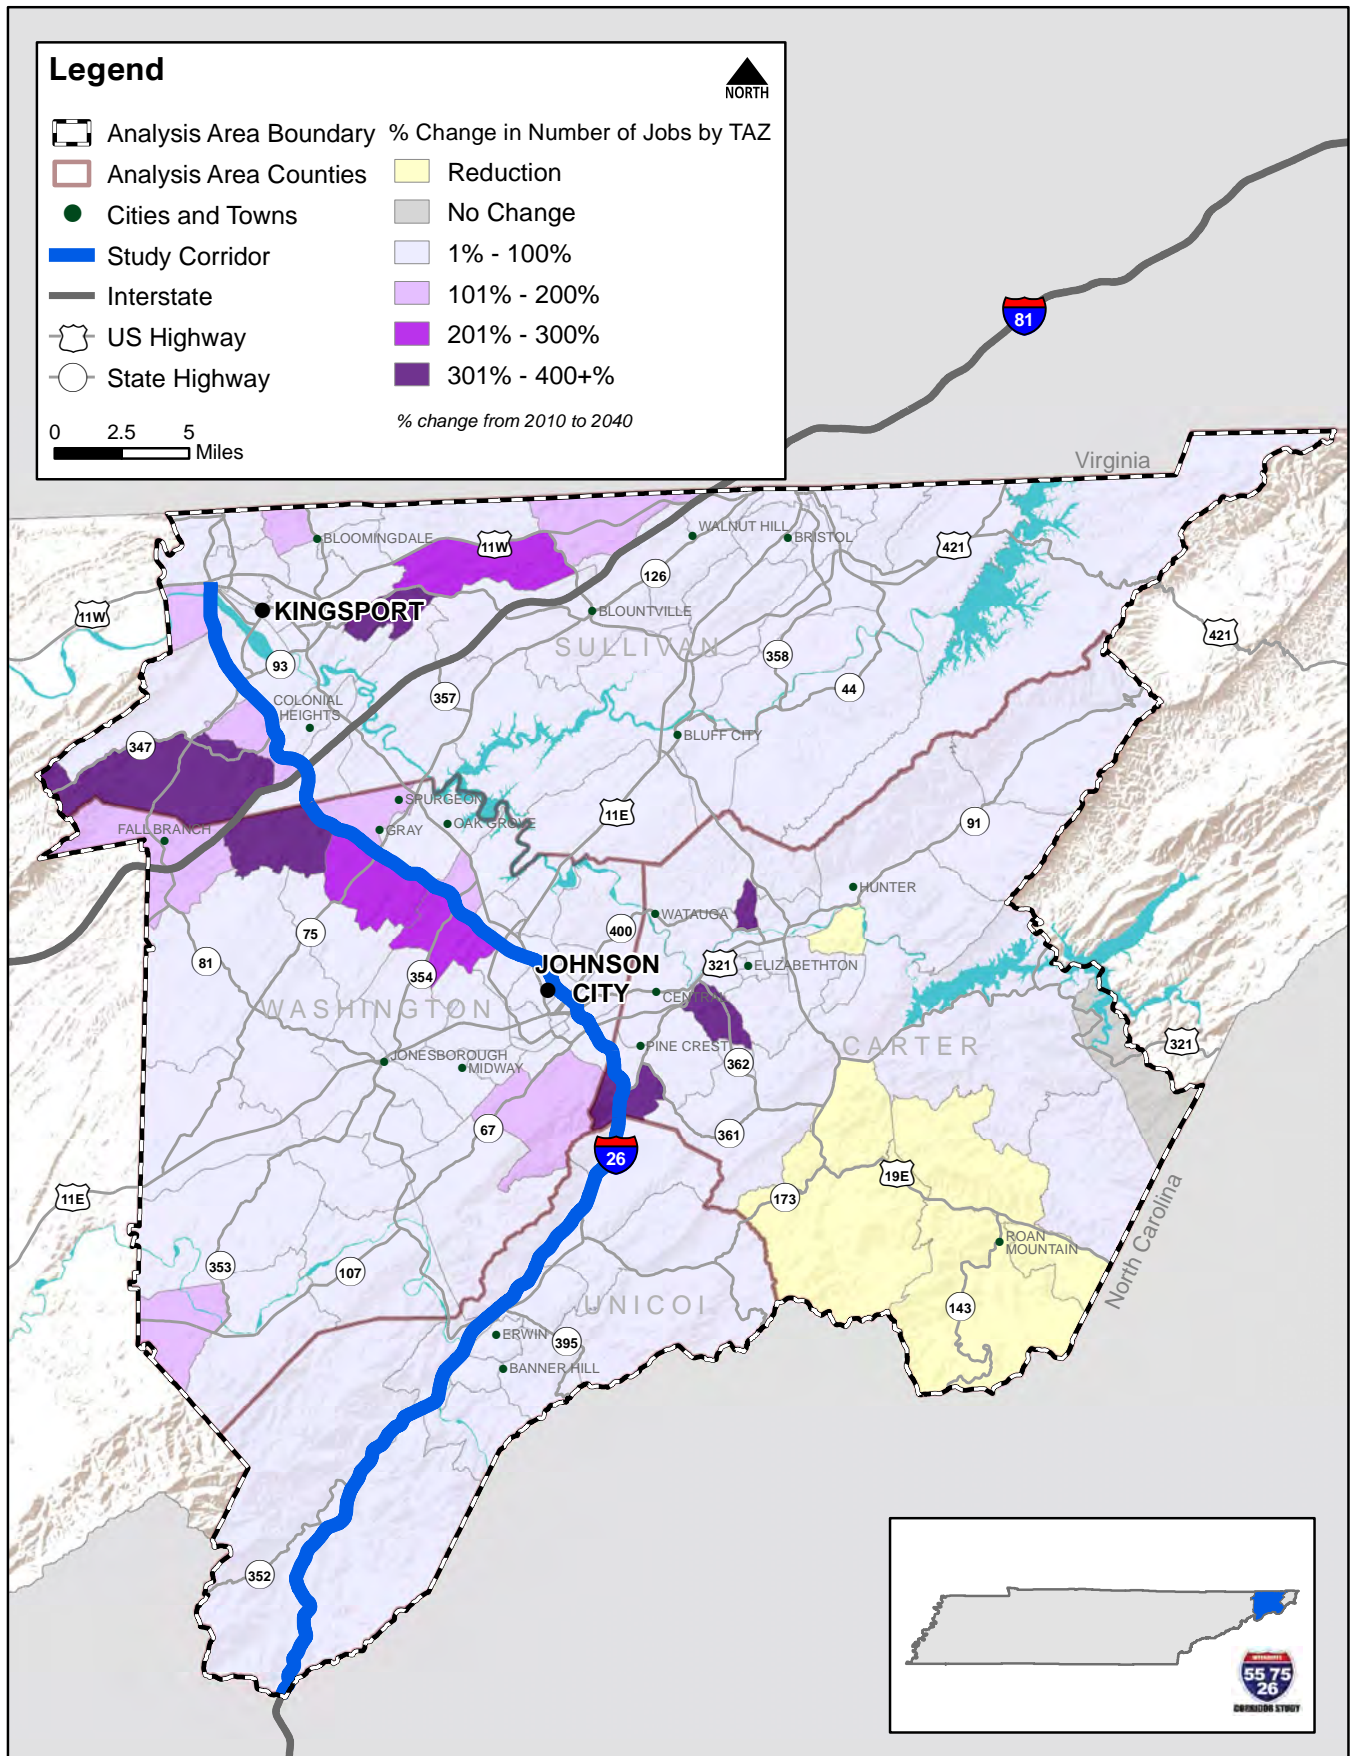 Legend
NORTH
Analysis Area Boundary
Analysis Area Counties
Cities and Towns
Study Corridor
Interstate
US Highway
State Highway
0 2.5 5
Miles
% Change in Number of Jobs by TAZ
Reduction
No Change
1% - 100%
101% - 200%
201% - 300%
301% - 400+%
% change from 2010 to 2040
81
Virginia
BLOOMINGDALE
11W
WALNUT HILL
BRISTOL
421
126
11W
KINGSPORT
BLOUNTVILLE
421
SULLIVAN
93
358
357
44
COLONIAL
HEIGHTS
BLUFF CITY
347
SPURGEON
11E
FALL BRANCH
GRAY
OAK GROVE
91
HUNTER
WATAUGA
75
400
81
354
JOHNSON
CITY
321
ELIZABETHTON
CENTRAL
WASHINGTON
CARTER
321
PINE CREST
JONESBOROUGH
MIDWAY
362
67
361
26
11E
19E
173
ROAN
MOUNTAIN
North Carolina
353
107
UNICOI
143
ERWIN
395
BANNER HILL
352
INTERSTATE
55 75
26
CORRIDOR STUDY